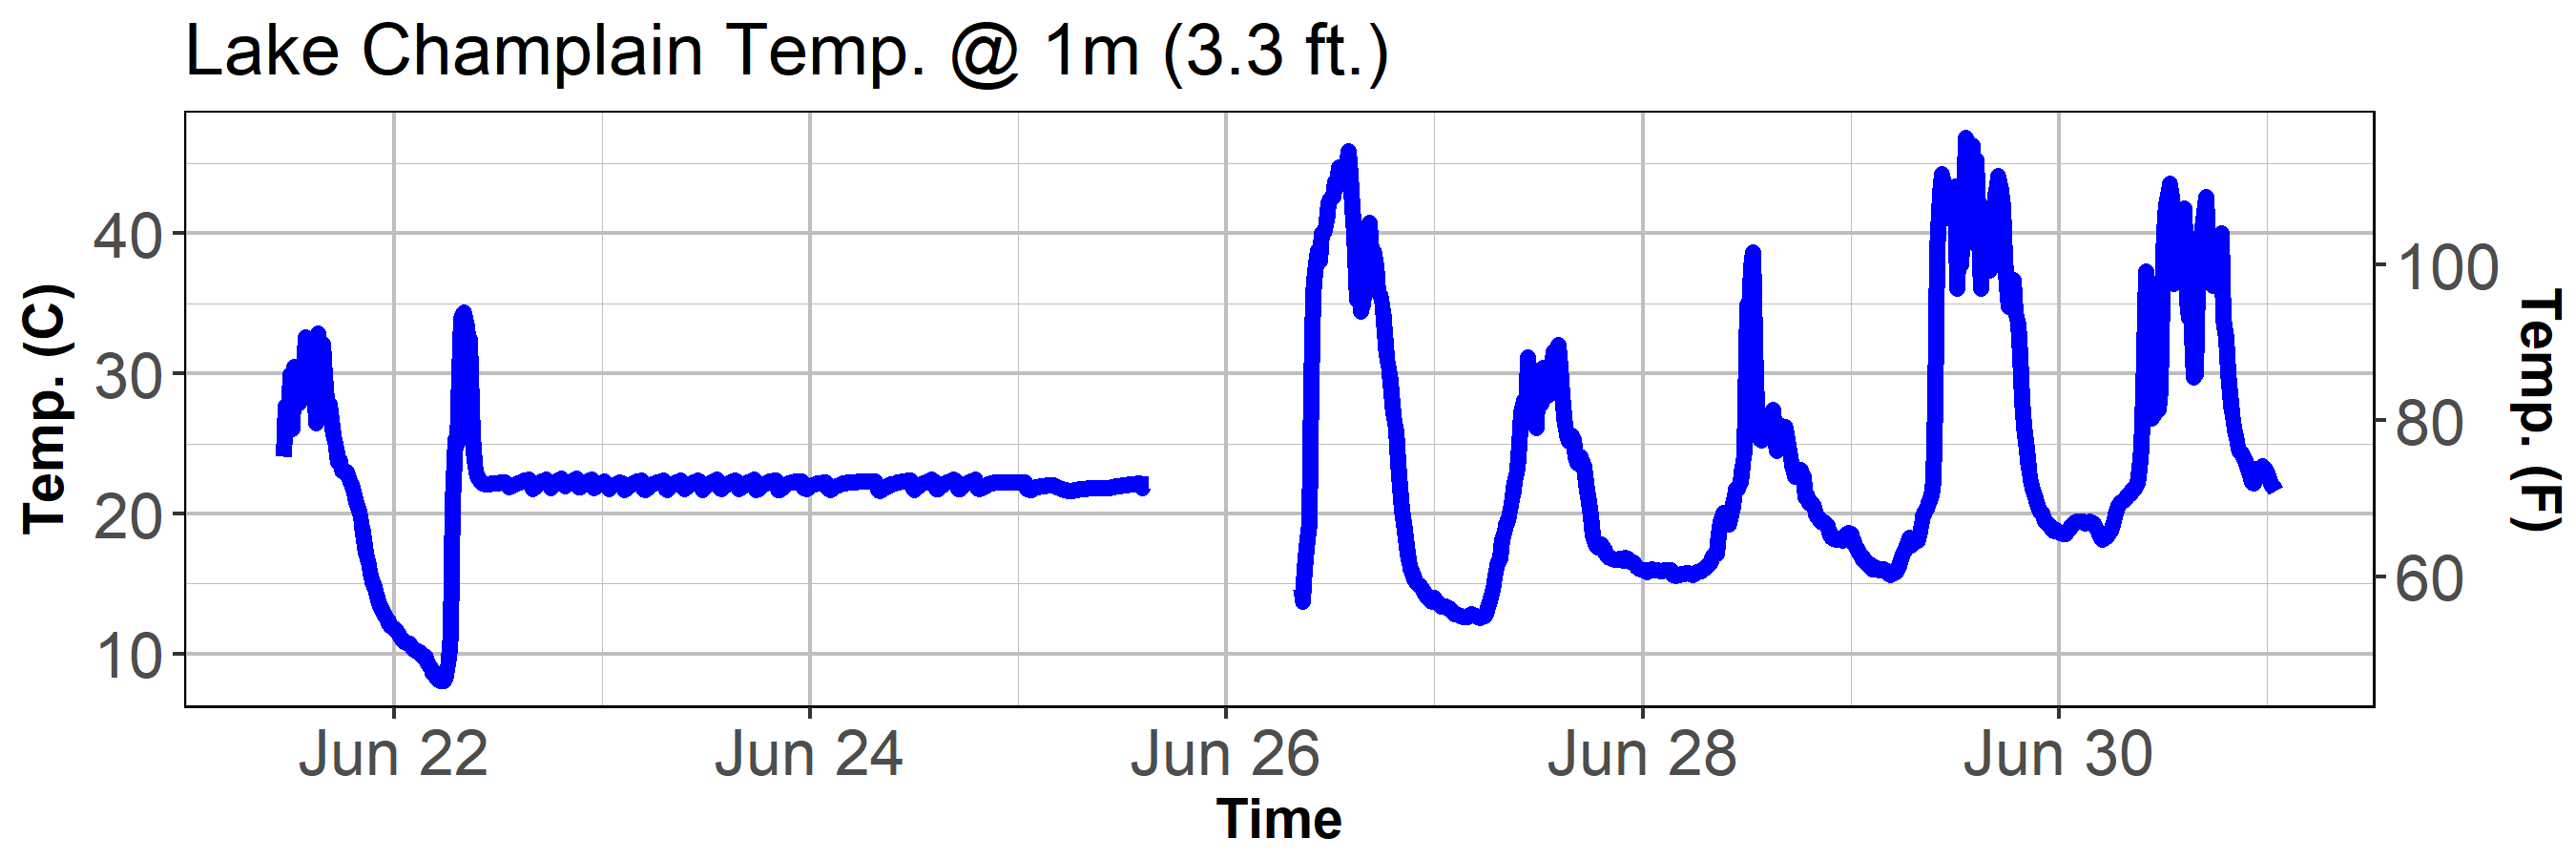 Lake Champlain Temp. @ 1m (3.3 ft.)
Temp. (C)
40
30
20
10
100
80
60
Temp. (F)
Jun 22
Jun 24
Jun 26
Jun 28
Jun 30
Time